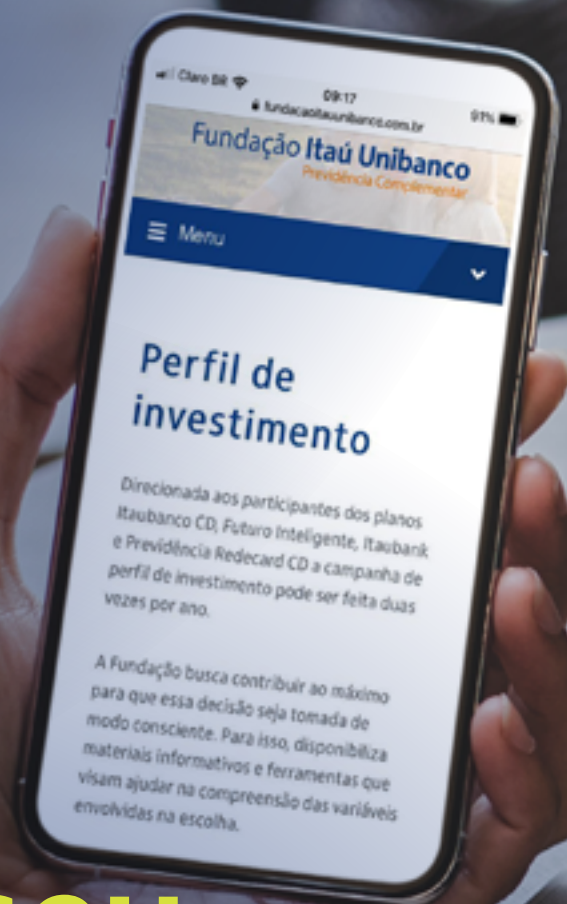 Claro BR
09:17
91%
fundacaoitauunibanco.com.br
Fundação Itaú Unibanco
Previdência Complementar
Menu
Perfil de
investimento
Direcionada aos participantes dos planos
Itaubanco CD, Futuro Inteligente, Itaubank
e Previdência Redecard CD a campanha de
perfil de investimento pode ser feita duas
vezes por ano.
A Fundação busca contribuir ao máximo
para que essa decisão seja tomada de
modo consciente. Para isso, disponibiliza
materiais informativos e ferramentas que
visam ajudar na compreensão das variáveis
envolvidas na escolha.